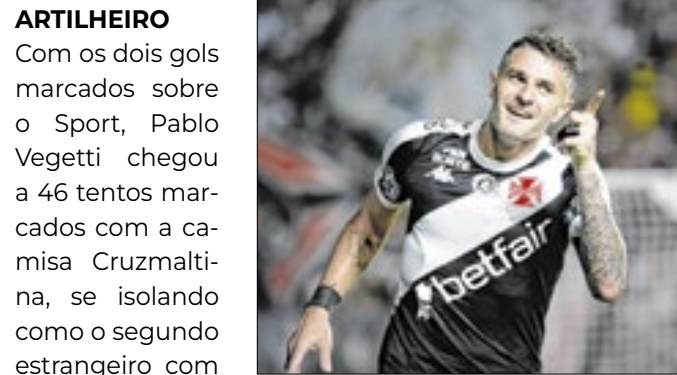 ARTILHEIRO
Com os dois gols
marcados sobre
o Sport, Pablo
Vegetti chegou
a 46 tentos mar-
cados com a ca-
misa Cruzmalti-
na, se isolando
como o segundo
estrangeiro com
betfair